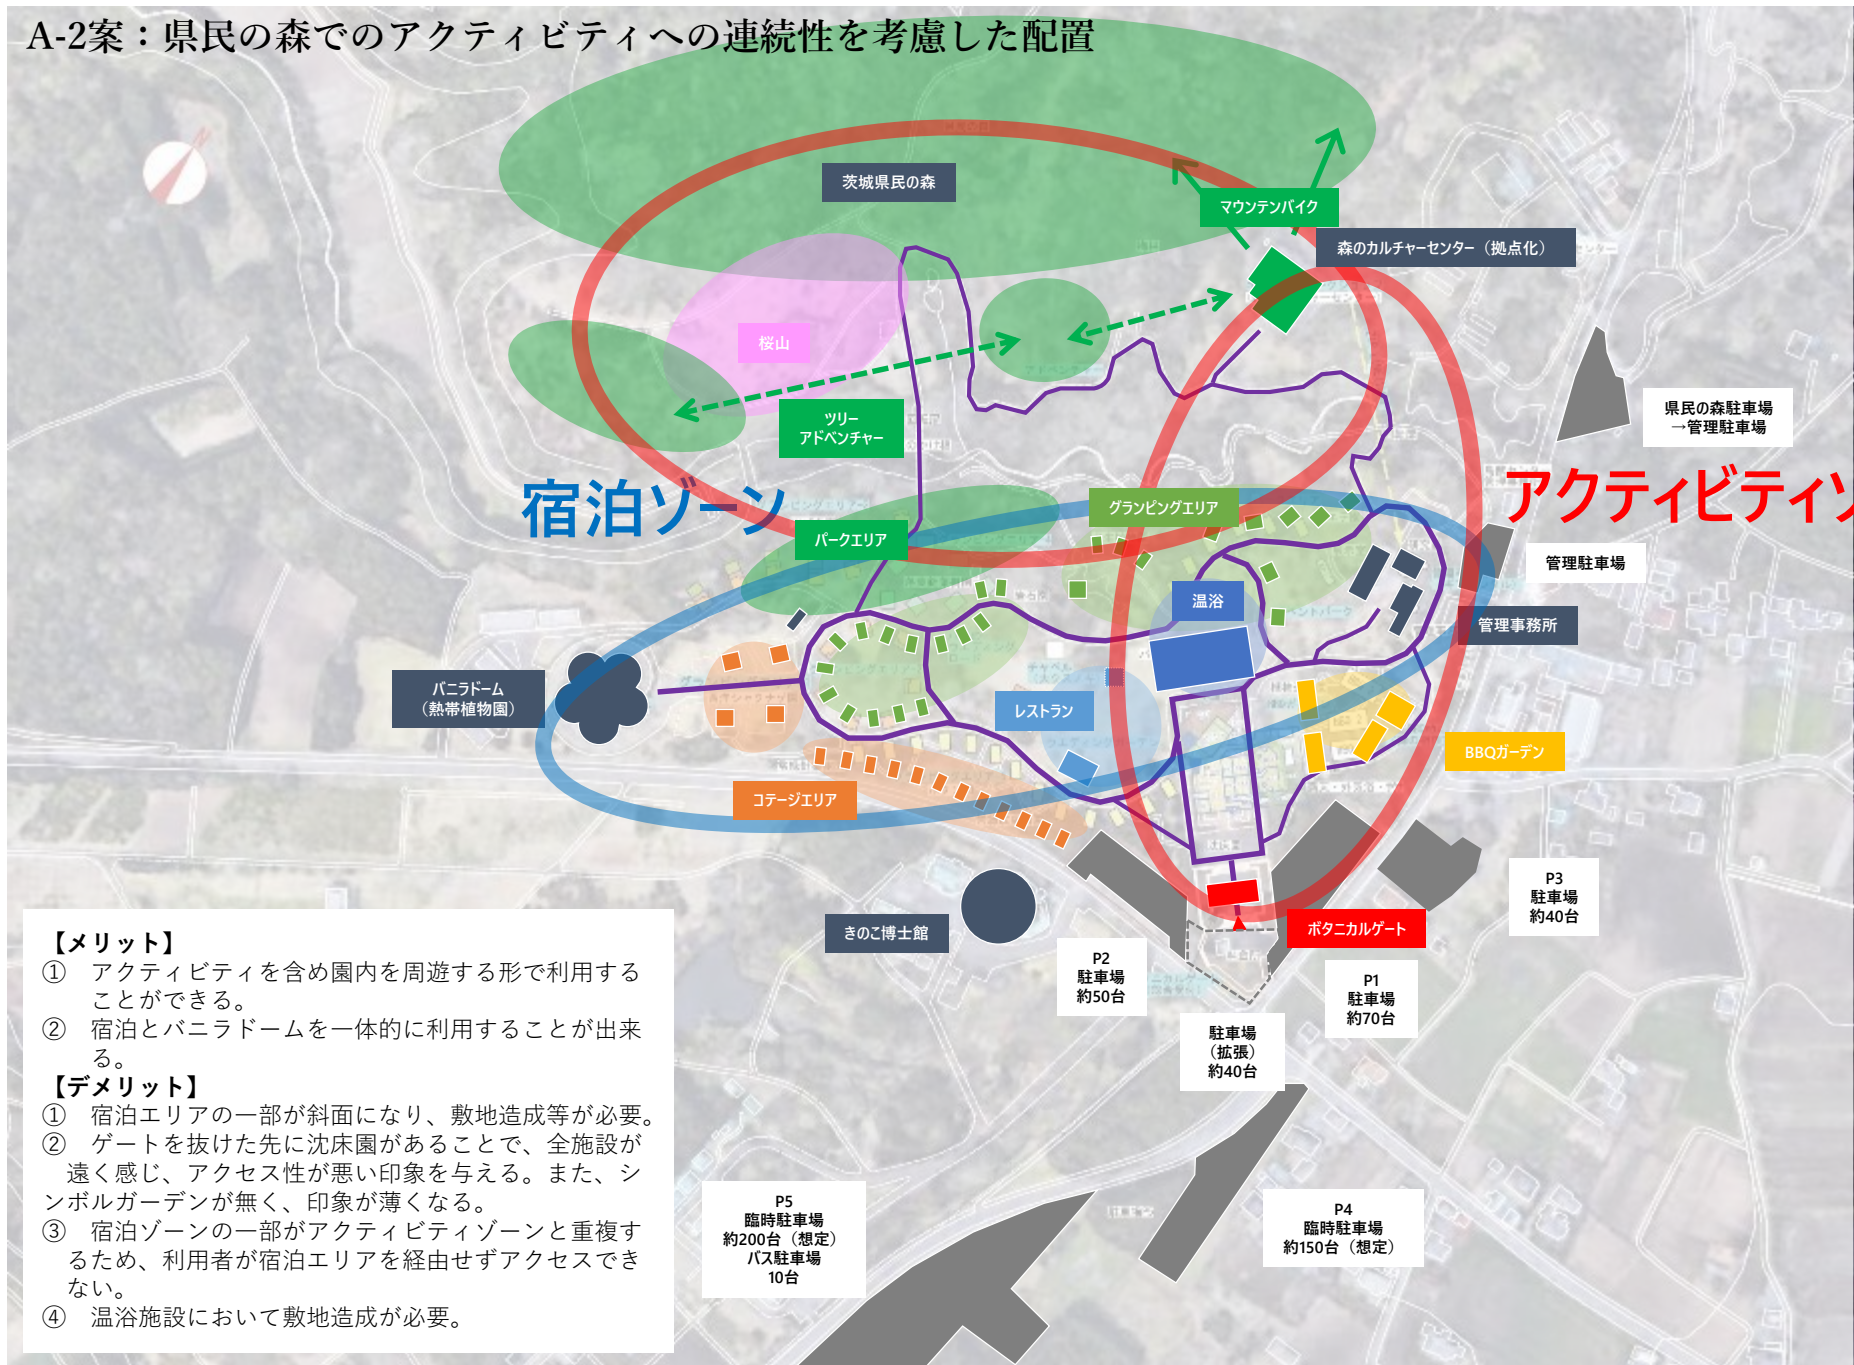 A-2案：県民の森でのアクティビティへの連続性を考慮した配置
茨城県民の森
マウンテンバイク
森のカルチャーセンター（拠点化）
桜山
ツリー
アドベンチャー
県民の森駐車場
→管理駐車場
宿泊ゾーン
アクティビティゾ
グランピングエリア
パークエリア
管理駐車場
温浴
管理事務所
バニラドーム
（熱帯植物園）
レストラン
BBQガーデン
コテージエリア
P3
駐車場
約40台
きのこ博士館
ボタニカルゲート
P2
駐車場
約50台
P1
駐車場
約70台
駐車場
（拡張）
約40台
P5
臨時駐車場
約200台（想定）
バス駐車場
10台
P4
臨時駐車場
約150台（想定）
【メリット】
①　アクティビティを含め園内を周遊する形で利用する
ことができる。
②　宿泊とバニラドームを一体的に利用することが出来
る。
【デメリット】
①　宿泊エリアの一部が斜面になり、敷地造成等が必要。
②　ゲートを抜けた先に沈床園があることで、全施設が
遠く感じ、アクセス性が悪い印象を与える。また、シ
ンボルガーデンが無く、印象が薄くなる。
③　宿泊ゾーンの一部がアクティビティゾーンと重複す
るため、利用者が宿泊エリアを経由せずアクセスでき
ない。
④　温浴施設において敷地造成が必要。